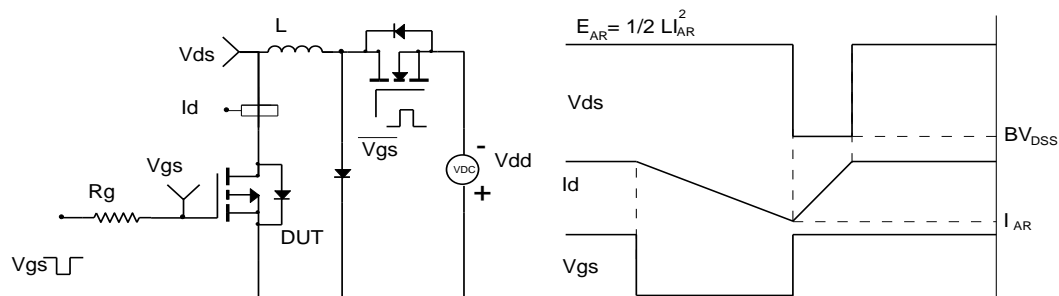 L
Vds
Id
Vgs
Vgs
Rg
DUT
Vgs
VDC
-
+
Vdd
E_AR= 1/2 LI_AR^2
Vds
BV_DSS
Id
I_AR
Vgs